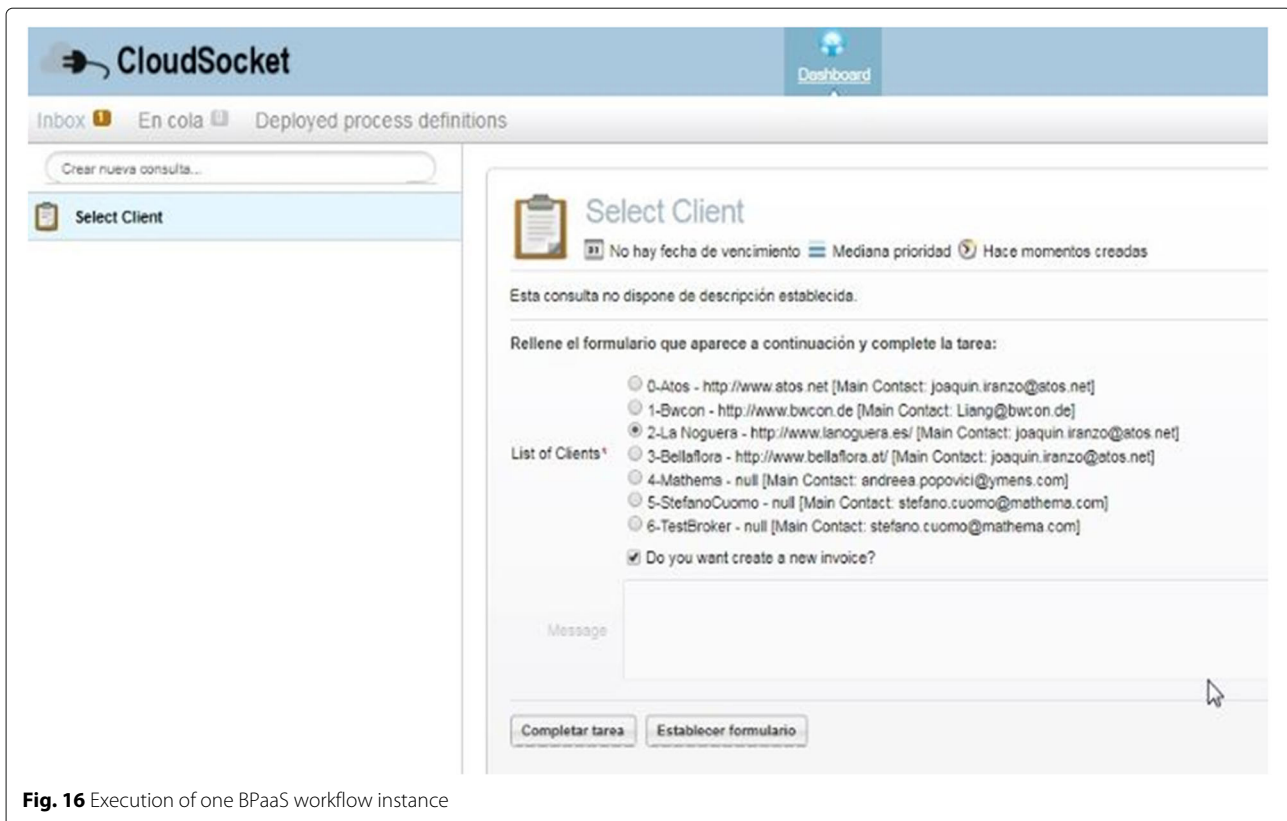 CloudSocket
Dashboard
Inbox 1 En cola 0 Deployed process definitions
Crear nueva consulta...
Select Client
Select Client
31 No hay fecha de vencimiento Mediana prioridad Hace momentos creadas
Esta consulta no dispone de descripción establecida.
Rellene el formulario que aparece a continuación y complete la tarea:
List of Clients*
0-Atos - http://www.atos.net [Main Contact: joaquin.iranzo@atos.net]
1-Bwcon - http://www.bwcon.de [Main Contact: Liang@bwcon.de]
2-La Noguera - http://www.lanoguera.es/ [Main Contact: joaquin.iranzo@atos.net]
3-Bellaflora - http://www.bellaflora.at/ [Main Contact: joaquin.iranzo@atos.net]
4-Mathema - null [Main Contact: andreea.popovici@ymens.com]
5-StefanoCuomo - null [Main Contact: stefano.cuomo@mathema.com]
6-TestBroker - null [Main Contact: stefano.cuomo@mathema.com]
Do you want create a new invoice?
Message
Completar tarea Establecer formulario
Fig. 16 Execution of one BPaaS workflow instance